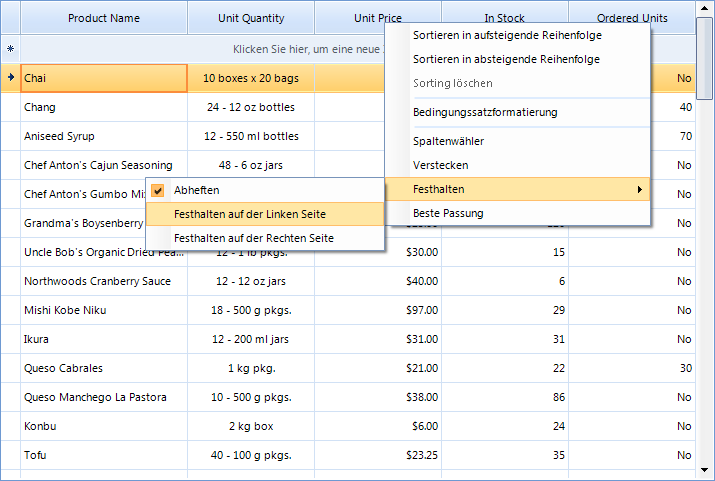 Product Name Unit Quantity Unit Price In Stock Ordered Units
Klicken Sie hier, um eine neue
Chai 10 boxes x 20 bags No
Chang 24 - 12 oz bottles 40
Aniseed Syrup 12 - 550 ml bottles 70
Chef Anton's Cajun Seasoning 48 - 6 oz jars No
Chef Anton's Gumbo No
Grandma's Boysenberry No
Uncle Bob's Organic Dried Pea... 12 - 1 lb pkgs. $30.00 15 No
Northwoods Cranberry Sauce 12 - 12 oz jars $40.00 6 No
Mishi Kobe Niku 18 - 500 g pkgs. $97.00 29 No
Ikura 12 - 200 ml jars $31.00 31 No
Queso Cabrales 1 kg pkg. $21.00 22 30
Queso Manchego La Pastora 10 - 500 g pkgs. $38.00 86 No
Konbu 2 kg box $6.00 24 No
Tofu 40 - 100 g pkgs. $23.25 35 No
Sortieren in aufsteigende Reihenfolge
Sortieren in absteigende Reihenfolge
Sorting löschen
Bedingungssatzformatierung
Spaltenwähler
Verstecken
Festhalten
Beste Passung
Abheften
Festhalten auf der Linken Seite
Festhalten auf der Rechten Seite